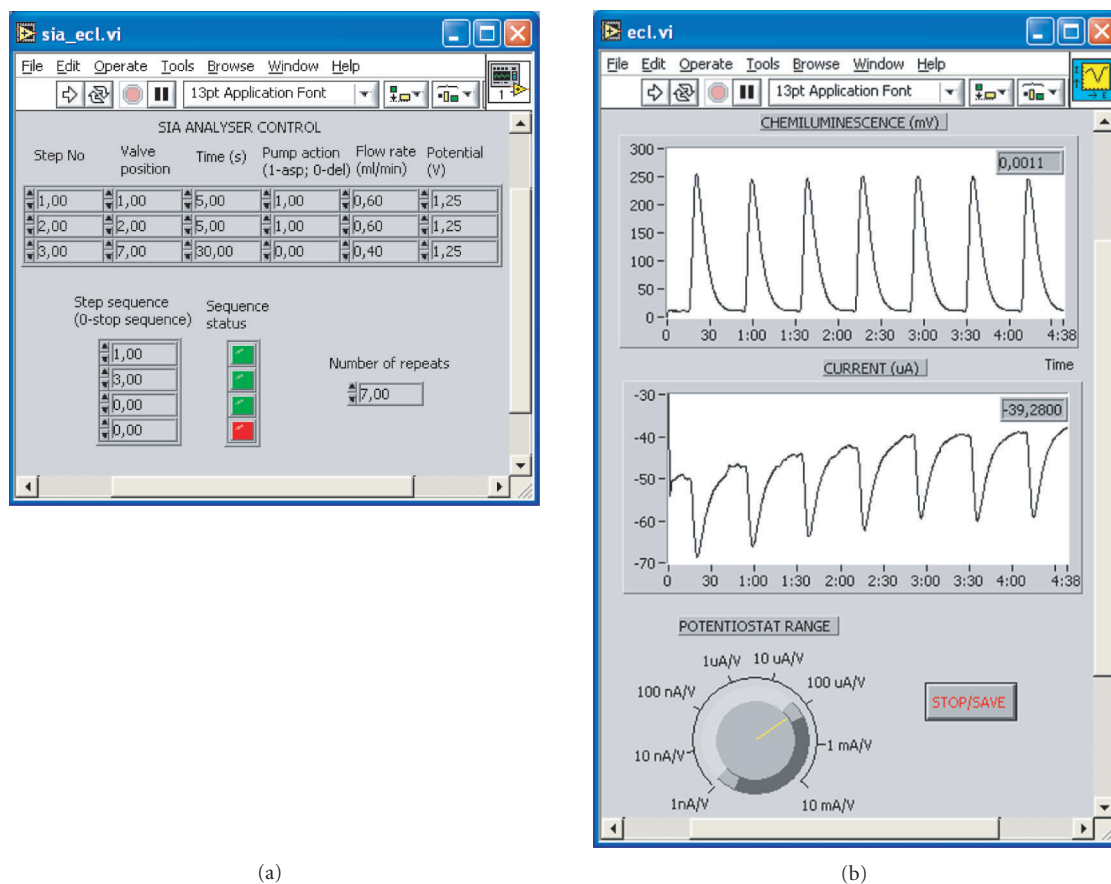 sia_ecl.vi
File Edit Operate Tools Browse Window Help
13pt Application Font
1
SIA ANALYSER CONTROL
Step No
Valve
position
Time (s)
Pump action
(1-asp; 0-del)
Flow rate
(ml/min)
Potential
(V)
1,00 1,00 5,00 1,00 0,60 1,25
2,00 2,00 5,00 1,00 0,60 1,25
3,00 7,00 30,00 0,00 0,40 1,25
Step sequence
(0-stop sequence)
Sequence
status
1,00
3,00
0,00
0,00
Number of repeats
7,00
(a)
ecl.vi
File Edit Operate Tools Browse Window Help
13pt Application Font
CHEMILUMINESCENCE (mV)
0,0011
300
250
200
150
100
50
0
0 30 1:00 1:30 2:00 2:30 3:00 3:30 4:00 4:38
Time
CURRENT (uA)
-39,2800
-30
-40
-50
-60
-70
0 30 1:00 1:30 2:00 2:30 3:00 3:30 4:00 4:38
POTENTIOSTAT RANGE
1uA/V 10 uA/V
100 nA/V 100 uA/V
10 nA/V 1 mA/V
1nA/V 10 mA/V
STOP/SAVE
(b)